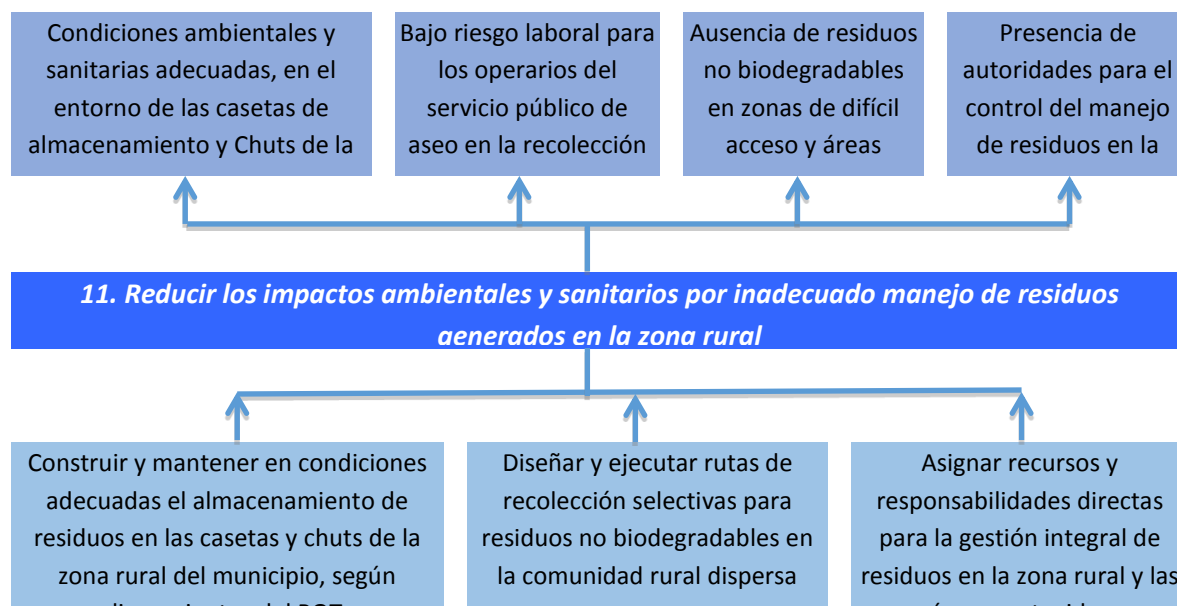 Condiciones ambientales y
sanitarias adecuadas, en el
entorno de las casetas de
almacenamiento y Chuts de la
Bajo riesgo laboral para
los operarios del
servicio público de
aseo en la recolección
Ausencia de residuos
no biodegradables
en zonas de difícil
acceso y áreas
Presencia de
autoridades para el
control del manejo
de residuos en la
11. Reducir los impactos ambientales y sanitarios por inadecuado manejo de residuos
generados en la zona rural
Construir y mantener en condiciones
adecuadas el almacenamiento de
residuos en las casetas y chuts de la
zona rural del municipio, según
Diseñar y ejecutar rutas de
recolección selectivas para
residuos no biodegradables en
la comunidad rural dispersa
Asignar recursos y
responsabilidades directas
para la gestión integral de
residuos en la zona rural y las